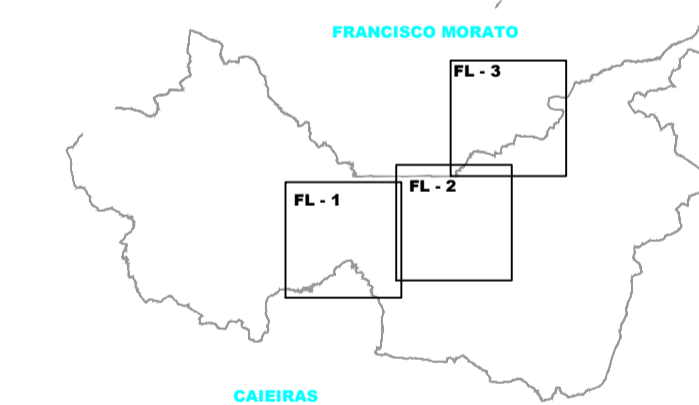 FRANCISCO MORATO
FL - 3
FL - 2
FL - 1
CAIEIRAS